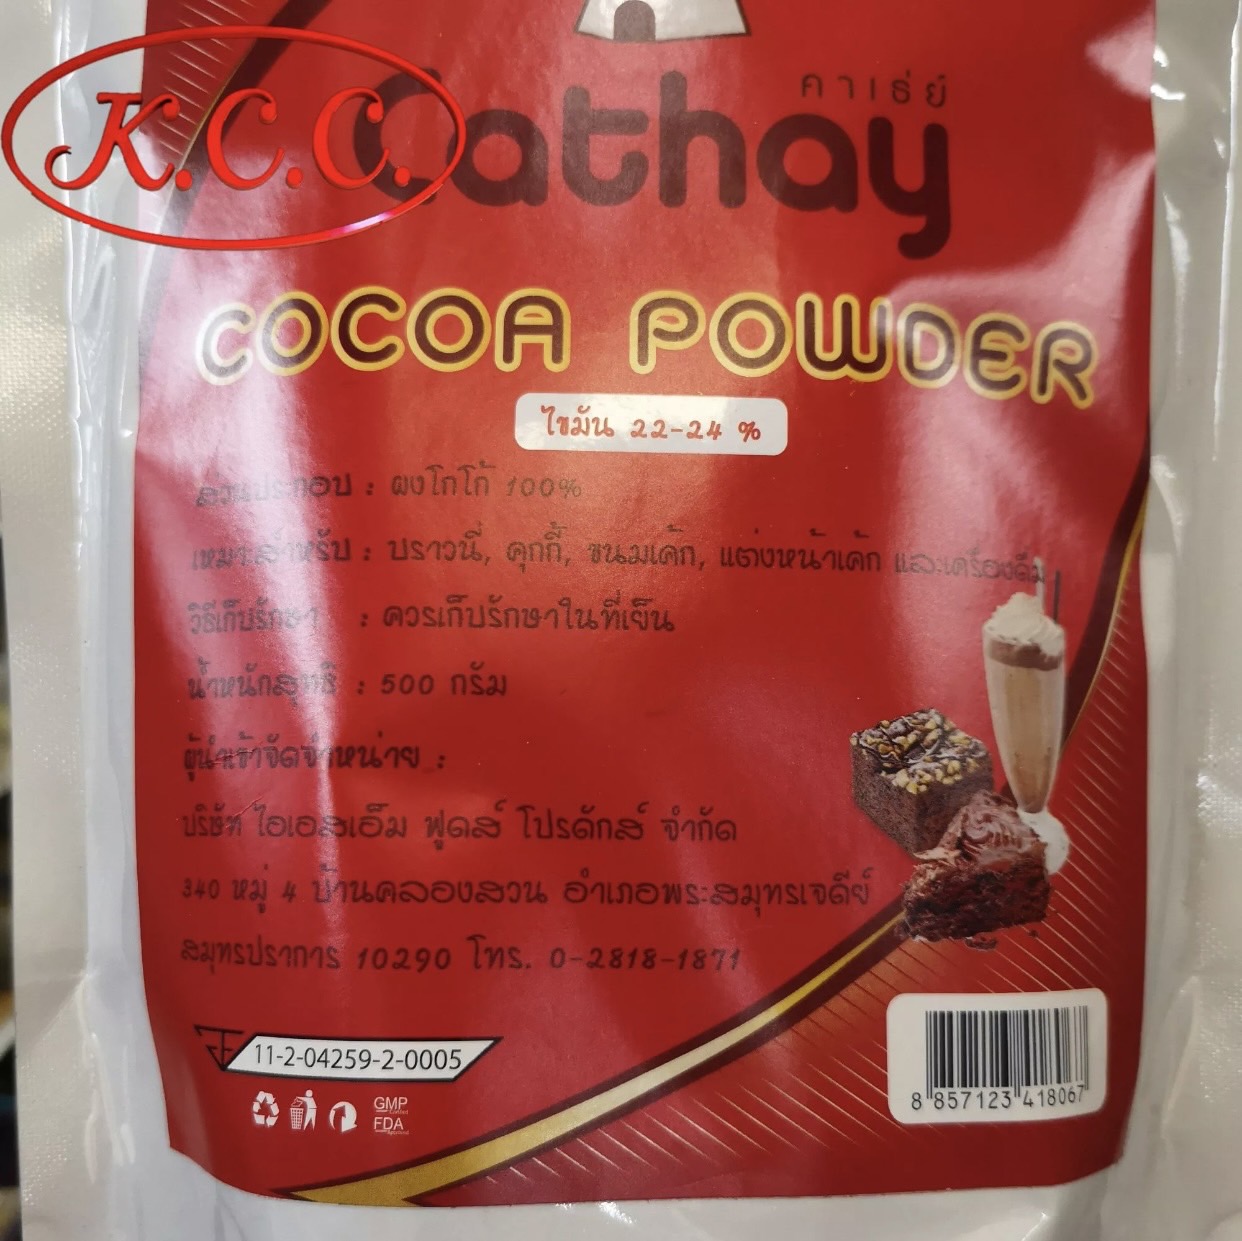 K.C.C.
คาเธ่ย์
Cathay
COCOA POWDER
ไขมัน 22-24 %
ส่วนประกอบ : ผงโกโก้ 100%
เหมาะสำหรับ : บราวนี่, คุกกี้, ขนมเค้ก, แต่งหน้าเค้ก และเครื่องดื่ม
วิธีเก็บรักษา : ควรเก็บรักษาในที่เย็น
น้ำหนักสุทธิ : 500 กรัม
ผู้นำเข้าจัดจำหน่าย :
บริษัท ไอเอสเอ็ม ฟูดส์ โปรดักส์ จำกัด
340 หมู่ 4 บ้านคลองสวน อำเภอพระสมุทรเจดีย์
สมุทรปราการ 10290 โทร. 0-2818-1871
11-2-04259-2-0005
GMP
FDA
8 857123 418067